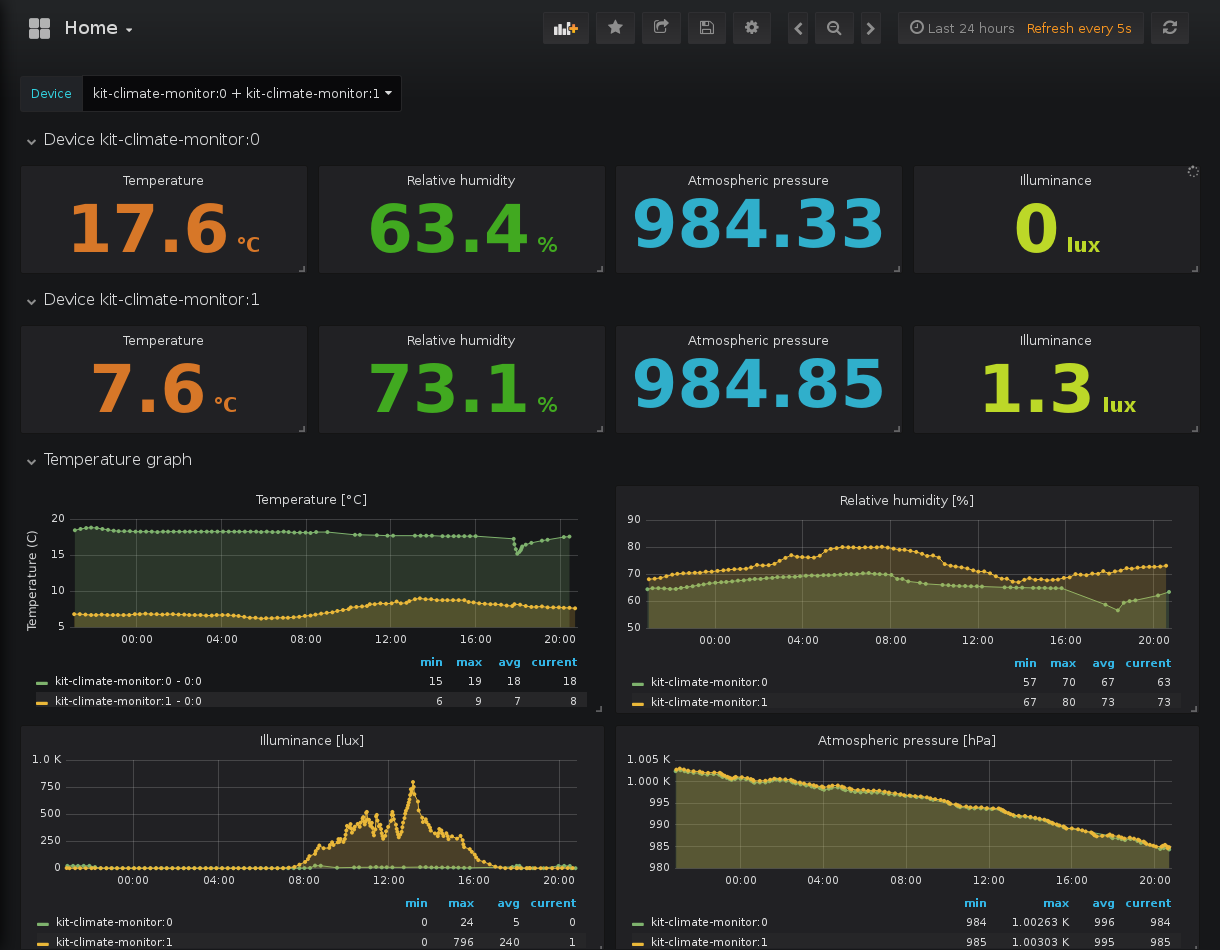 Home
Last 24 hours Refresh every 5s
Device kit-climate-monitor:0 + kit-climate-monitor:1
Device kit-climate-monitor:0
Temperature Relative humidity Atmospheric pressure Illuminance
17.6 °C 63.4 % 984.33 0 lux
Device kit-climate-monitor:1
Temperature Relative humidity Atmospheric pressure Illuminance
7.6 °C 73.1 % 984.85 1.3 lux
Temperature graph
Temperature [°C]
Temperature (C)
20
15
10
5
00:00 04:00 08:00 12:00 16:00 20:00
min max avg current
kit-climate-monitor:0 - 0:0 15 19 18 18
kit-climate-monitor:1 - 0:0 6 9 7 8
Relative humidity [%]
90
80
70
60
50
00:00 04:00 08:00 12:00 16:00 20:00
min max avg current
kit-climate-monitor:0 57 70 67 63
kit-climate-monitor:1 67 80 73 73
Illuminance [lux]
1.0 K
750
500
250
0
00:00 04:00 08:00 12:00 16:00 20:00
min max avg current
kit-climate-monitor:0 0 24 5 0
kit-climate-monitor:1 0 796 240 1
Atmospheric pressure [hPa]
1.005 K
1.000 K
995
990
985
980
00:00 04:00 08:00 12:00 16:00 20:00
min max avg current
kit-climate-monitor:0 984 1.00263 K 996 984
kit-climate-monitor:1 985 1.00303 K 995 985